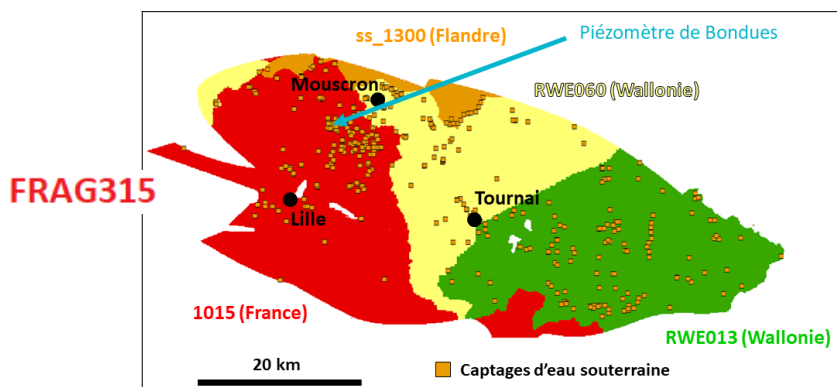 ss_1300 (Flandre)
Piézomètre de Bondues
Mouscron
RWE060 (Wallonie)
FRAG315
Tournai
Lille
1015 (France)
RWE013 (Wallonie)
20 km
Captages d'eau souterraine